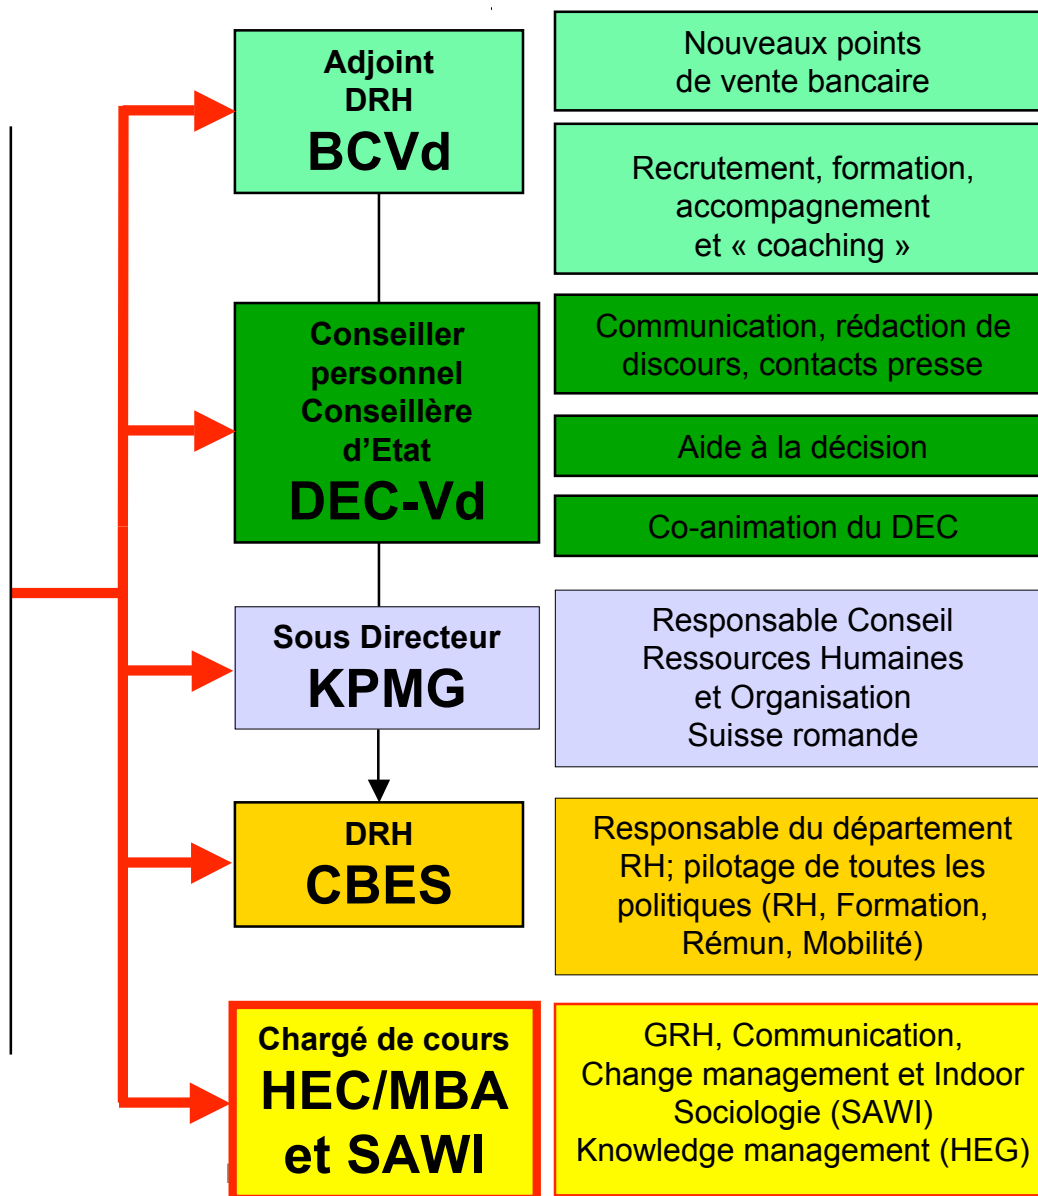 Adjoint
DRH
BCVd
Nouveaux points
de vente bancaire
Recrutement, formation,
accompagnement
et « coaching »
Conseiller
personnel
Conseillère
d’Etat
DEC-Vd
Communication, rédaction de
discours, contacts presse
Aide à la décision
Co-animation du DEC
Sous Directeur
KPMG
Responsable Conseil
Ressources Humaines
et Organisation
Suisse romande
DRH
CBES
Responsable du département
RH; pilotage de toutes les
politiques (RH, Formation,
Rémun, Mobilité)
Chargé de cours
HEC/MBA
et SAWI
GRH, Communication,
Change management et Indoor
Sociologie (SAWI)
Knowledge management (HEG)